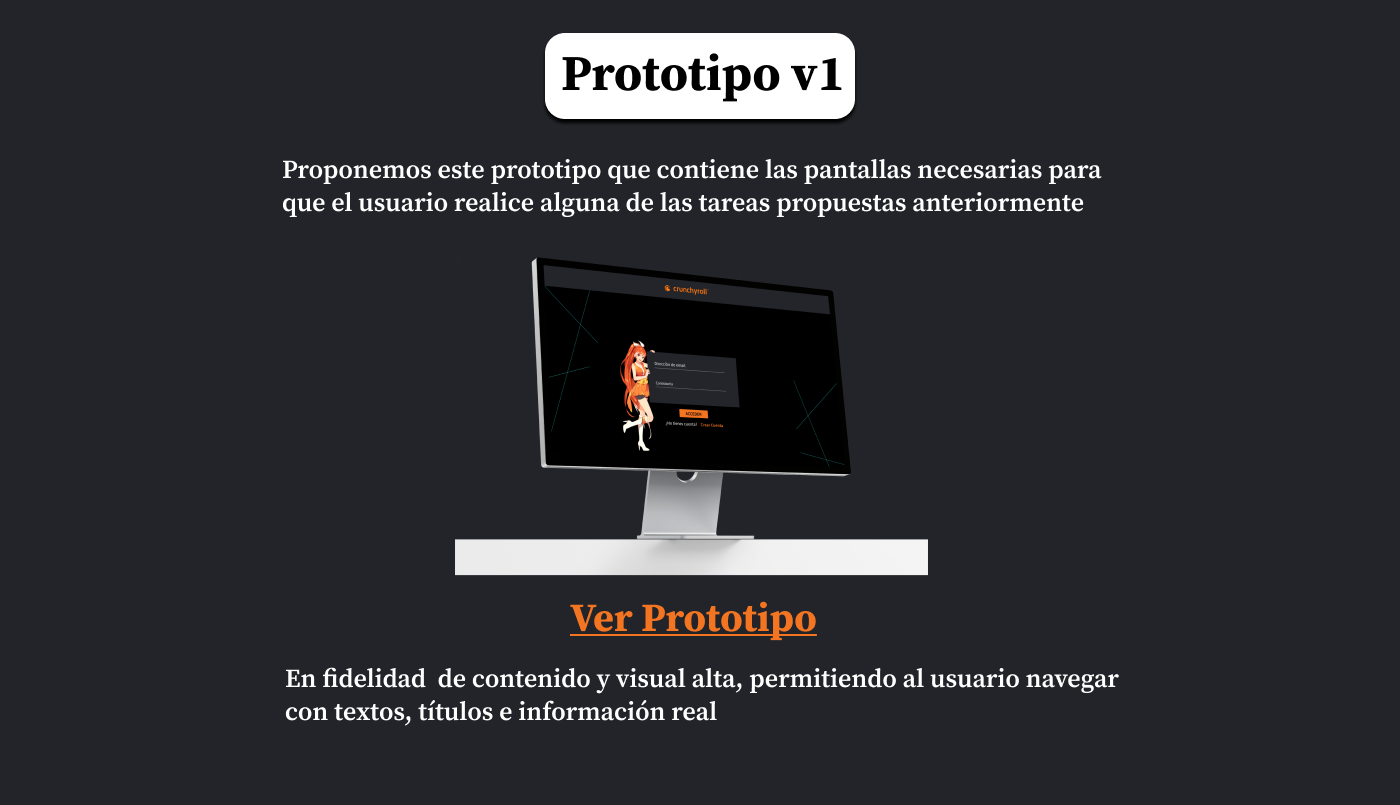 Prototipo v1
Proponemos este prototipo que contiene las pantallas necesarias para
que el usuario realice alguna de las tareas propuestas anteriormente
crunchyroll
Dirección de email
Contraseña
ACCEDER
¿No tienes cuenta? Crear Cuenta
Ver Prototipo
En fidelidad  de contenido y visual alta, permitiendo al usuario navegar
con textos, títulos e información real